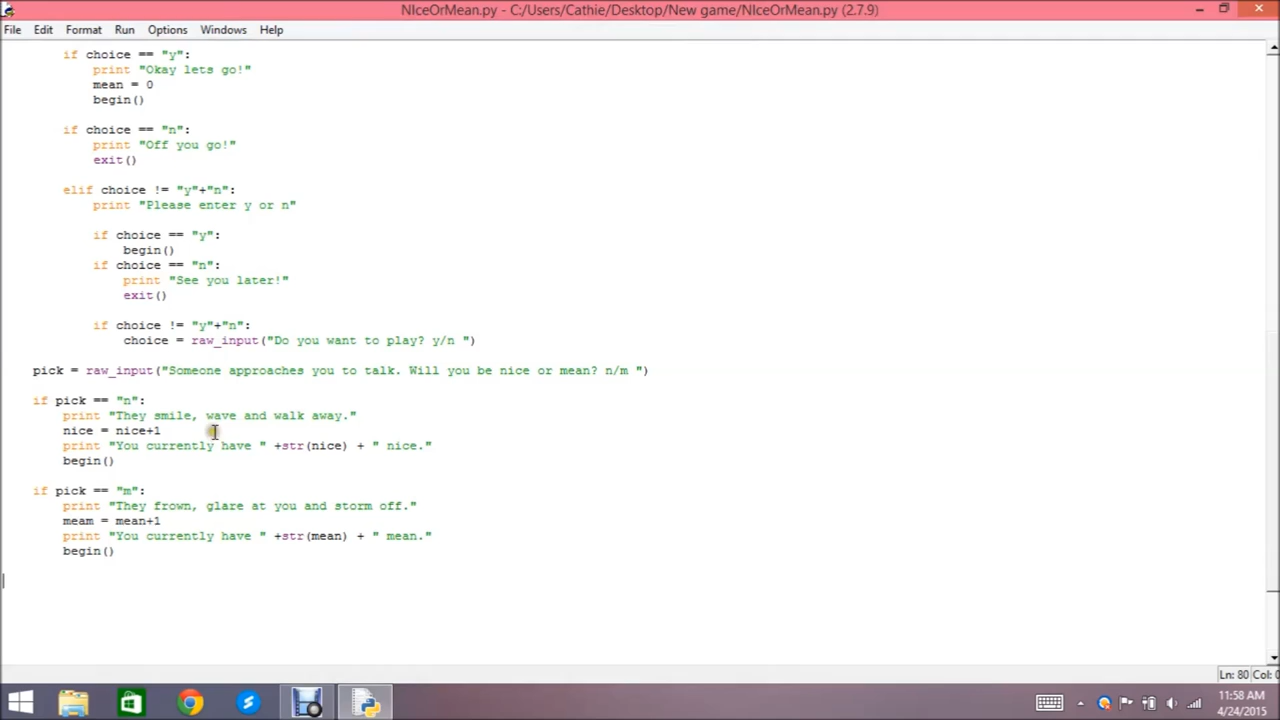 NIceOrMean.py - C:/Users/Cathie/Desktop/New game/NIceOrMean.py (2.7.9)
File Edit Format Run Options Windows Help
if choice == "y":
print "Okay lets go!"
mean = 0
begin()
if choice == "n":
print "Off you go!"
exit()
elif choice != "y"+"n":
print "Please enter y or n"
if choice == "y":
begin()
if choice == "n":
print "See you later!"
exit()
if choice != "y"+"n":
choice = raw_input("Do you want to play? y/n ")
pick = raw_input("Someone approaches you to talk. Will you be nice or mean? n/m ")
if pick == "n":
print "They smile, wave and walk away."
nice = nice+1
print "You currently have " +str(nice) + " nice."
begin()
if pick == "m":
print "They frown, glare at you and storm off."
meam = mean+1
print "You currently have " +str(mean) + " mean."
begin()
Ln: 80 Col: 0
11:58 AM
4/24/2015